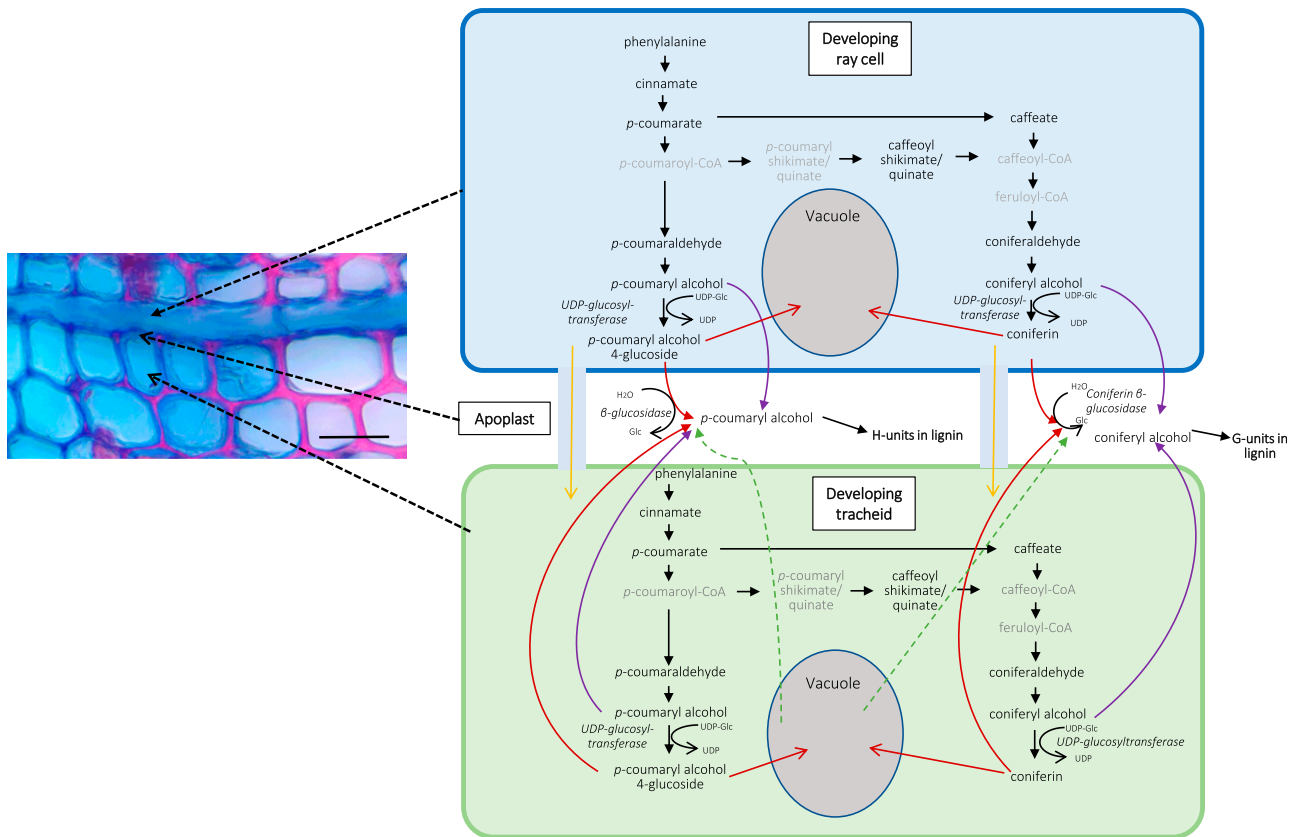 Developing
ray cell
phenylalanine
cinnamate
p-coumarate
caffeate
p-coumaroyl-CoA
p-coumaryl
shikimate/
quinate
caffeoyl
shikimate/
quinate
caffeoyl-CoA
feruloyl-CoA
Vacuole
p-coumaraldehyde
coniferaldehyde
p-coumaryl alcohol
coniferyl alcohol
UDP-glucosyl-
transferase
UDP-Glc
UDP
UDP-glucosyl-
transferase
UDP-Glc
UDP
p-coumaryl alcohol
4-glucoside
coniferin
Apoplast
H2O
β-glucosidase
Glc
p-coumaryl alcohol
H-units in lignin
H2O
Coniferin β-
glucosidase
Glc
coniferyl alcohol
G-units in
lignin
phenylalanine
Developing
tracheid
cinnamate
p-coumarate
caffeate
p-coumaroyl-CoA
p-coumaryl
shikimate/
quinate
caffeoyl
shikimate/
quinate
caffeoyl-CoA
feruloyl-CoA
Vacuole
p-coumaraldehyde
coniferaldehyde
p-coumaryl alcohol
coniferyl alcohol
UDP-glucosyl-
transferase
UDP-Glc
UDP
UDP-Glc
UDP-glucosyltransferase
UDP
p-coumaryl alcohol
4-glucoside
coniferin